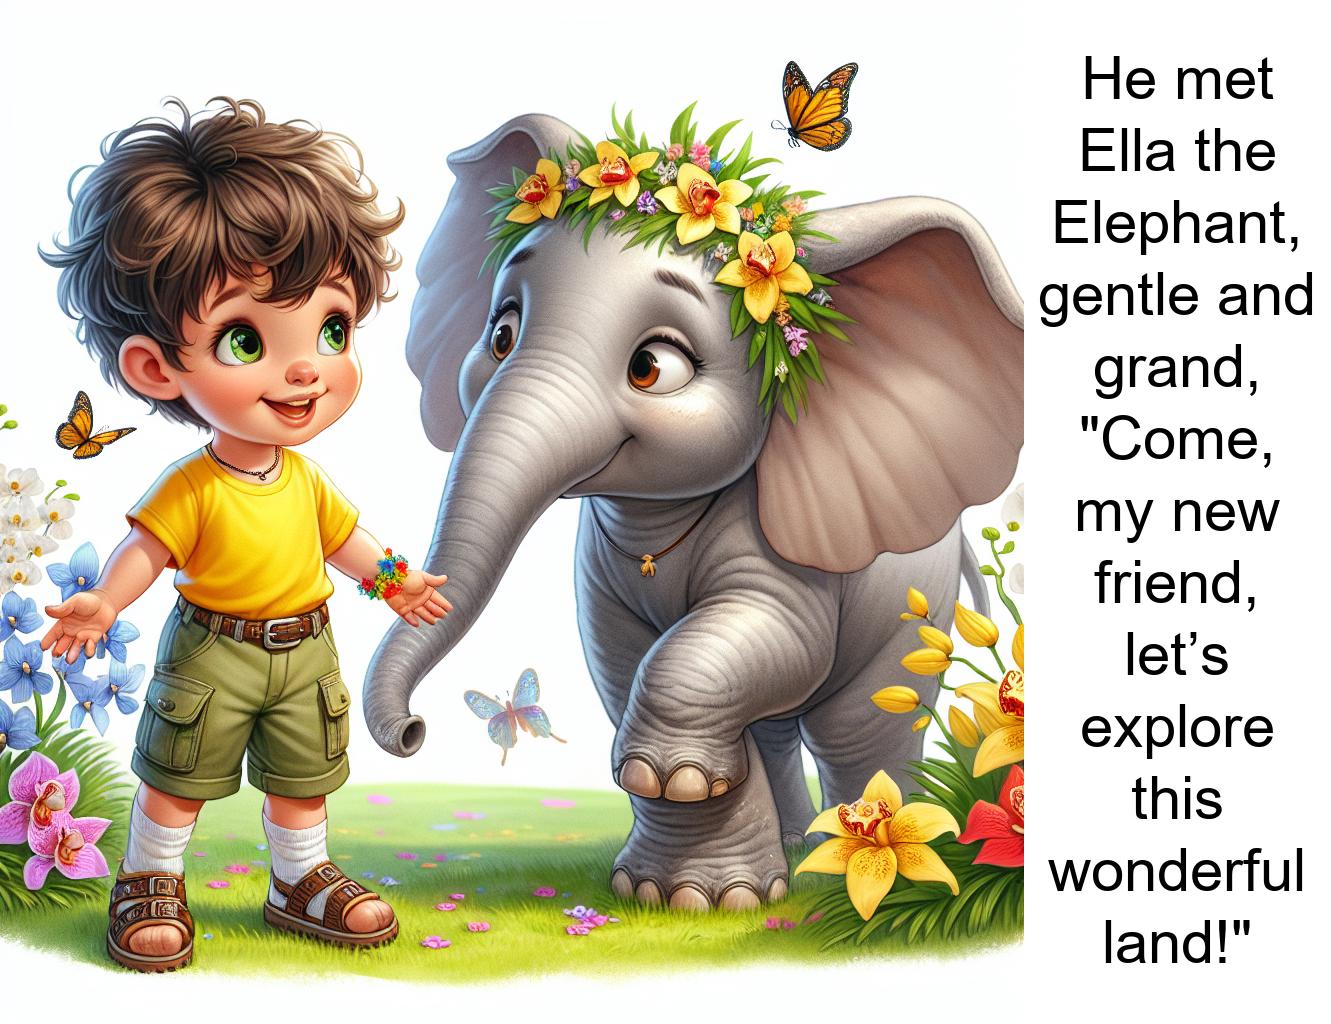 He met
Ella the
Elephant,
gentle and
grand,
"Come,
my new
friend,
let’s
explore
this
wonderful
land!"